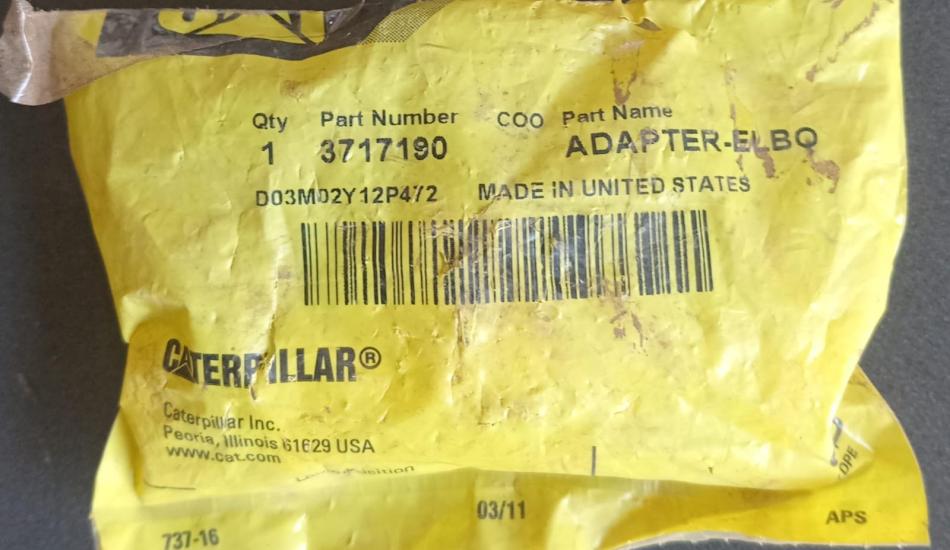 Qty Part Number COO Part Name
1 3717190 ADAPTER-ELBO
D03M02Y12P472 MADE IN UNITED STATES
CATERPILLAR®
Caterpillar Inc.
Peoria, Illinois 61629 USA
www.cat.com
03/11
737-16
APS